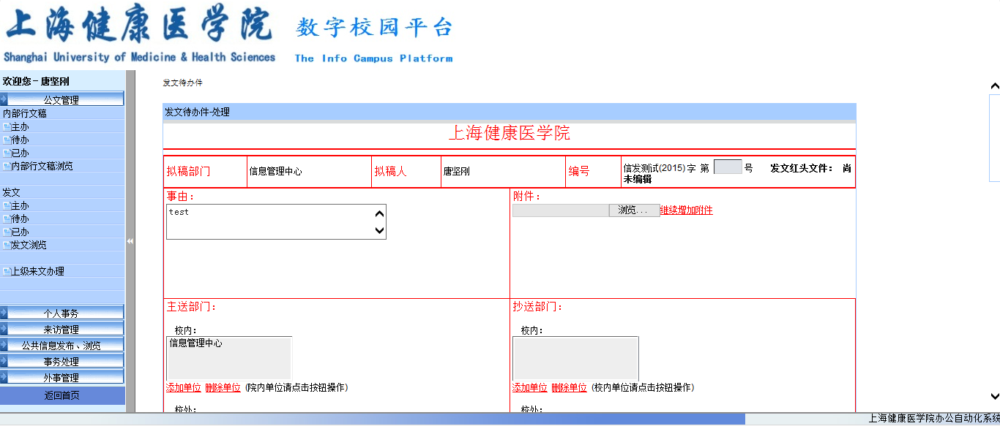 上海健康医学院 数字校园平台
Shanghai University of Medicine & Health Sciences The Info Campus Platform
欢迎您－唐坚刚
公文管理
内部行文稿
主办
待办
已办
内部行文稿浏览
发文
主办
待办
已办
发文浏览
上级来文办理
个人事务
来访管理
公共信息发布、浏览
事务处理
外事管理
返回首页
发文待办件
发文待办件-处理
上海健康医学院
拟稿部门 信息管理中心 拟稿人 唐坚刚 编号 信发测试(2015)字 第 号 发文红头文件： 尚
未编辑
事由：
test
附件：
浏览... 继续增加附件
主送部门：
校内：
信息管理中心
添加单位 删除单位 (院内单位请点击按钮操作)
校外：
抄送部门：
校内：
添加单位 删除单位 (校内单位请点击按钮操作)
校外：
上海健康医学院办公自动化系统